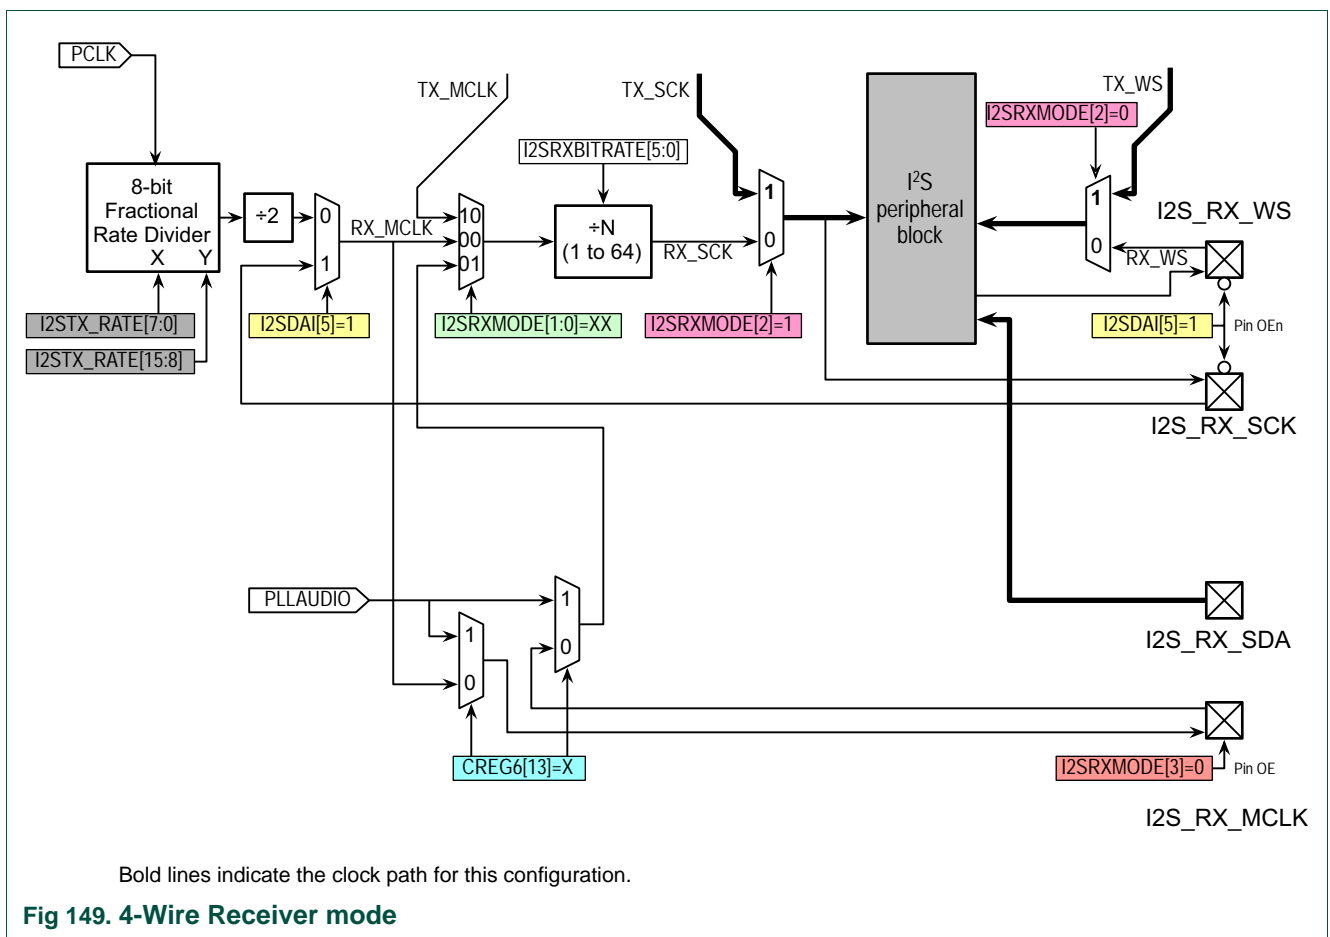 PCLK
TX_MCLK
TX_SCK
TX_WS
I2SRXMODE[2]=0
I2SRXBITRATE[5:0]
8-bit
Fractional
Rate Divider
X Y
÷2
0
1
RX_MCLK
10
00
01
÷N
(1 to 64)
RX_SCK
1
0
I²S
peripheral
block
1
0
RX_WS
I2S_RX_WS
I2STX_RATE[7:0]
I2SDAI[5]=1
I2SRXMODE[1:0]=XX
I2SRXMODE[2]=1
I2SDAI[5]=1
Pin OEn
I2STX_RATE[15:8]
I2S_RX_SCK
PLLAUDIO
1
0
1
0
I2S_RX_SDA
CREG6[13]=X
I2SRXMODE[3]=0
Pin OE
I2S_RX_MCLK
Bold lines indicate the clock path for this configuration.
Fig 149. 4-Wire Receiver mode